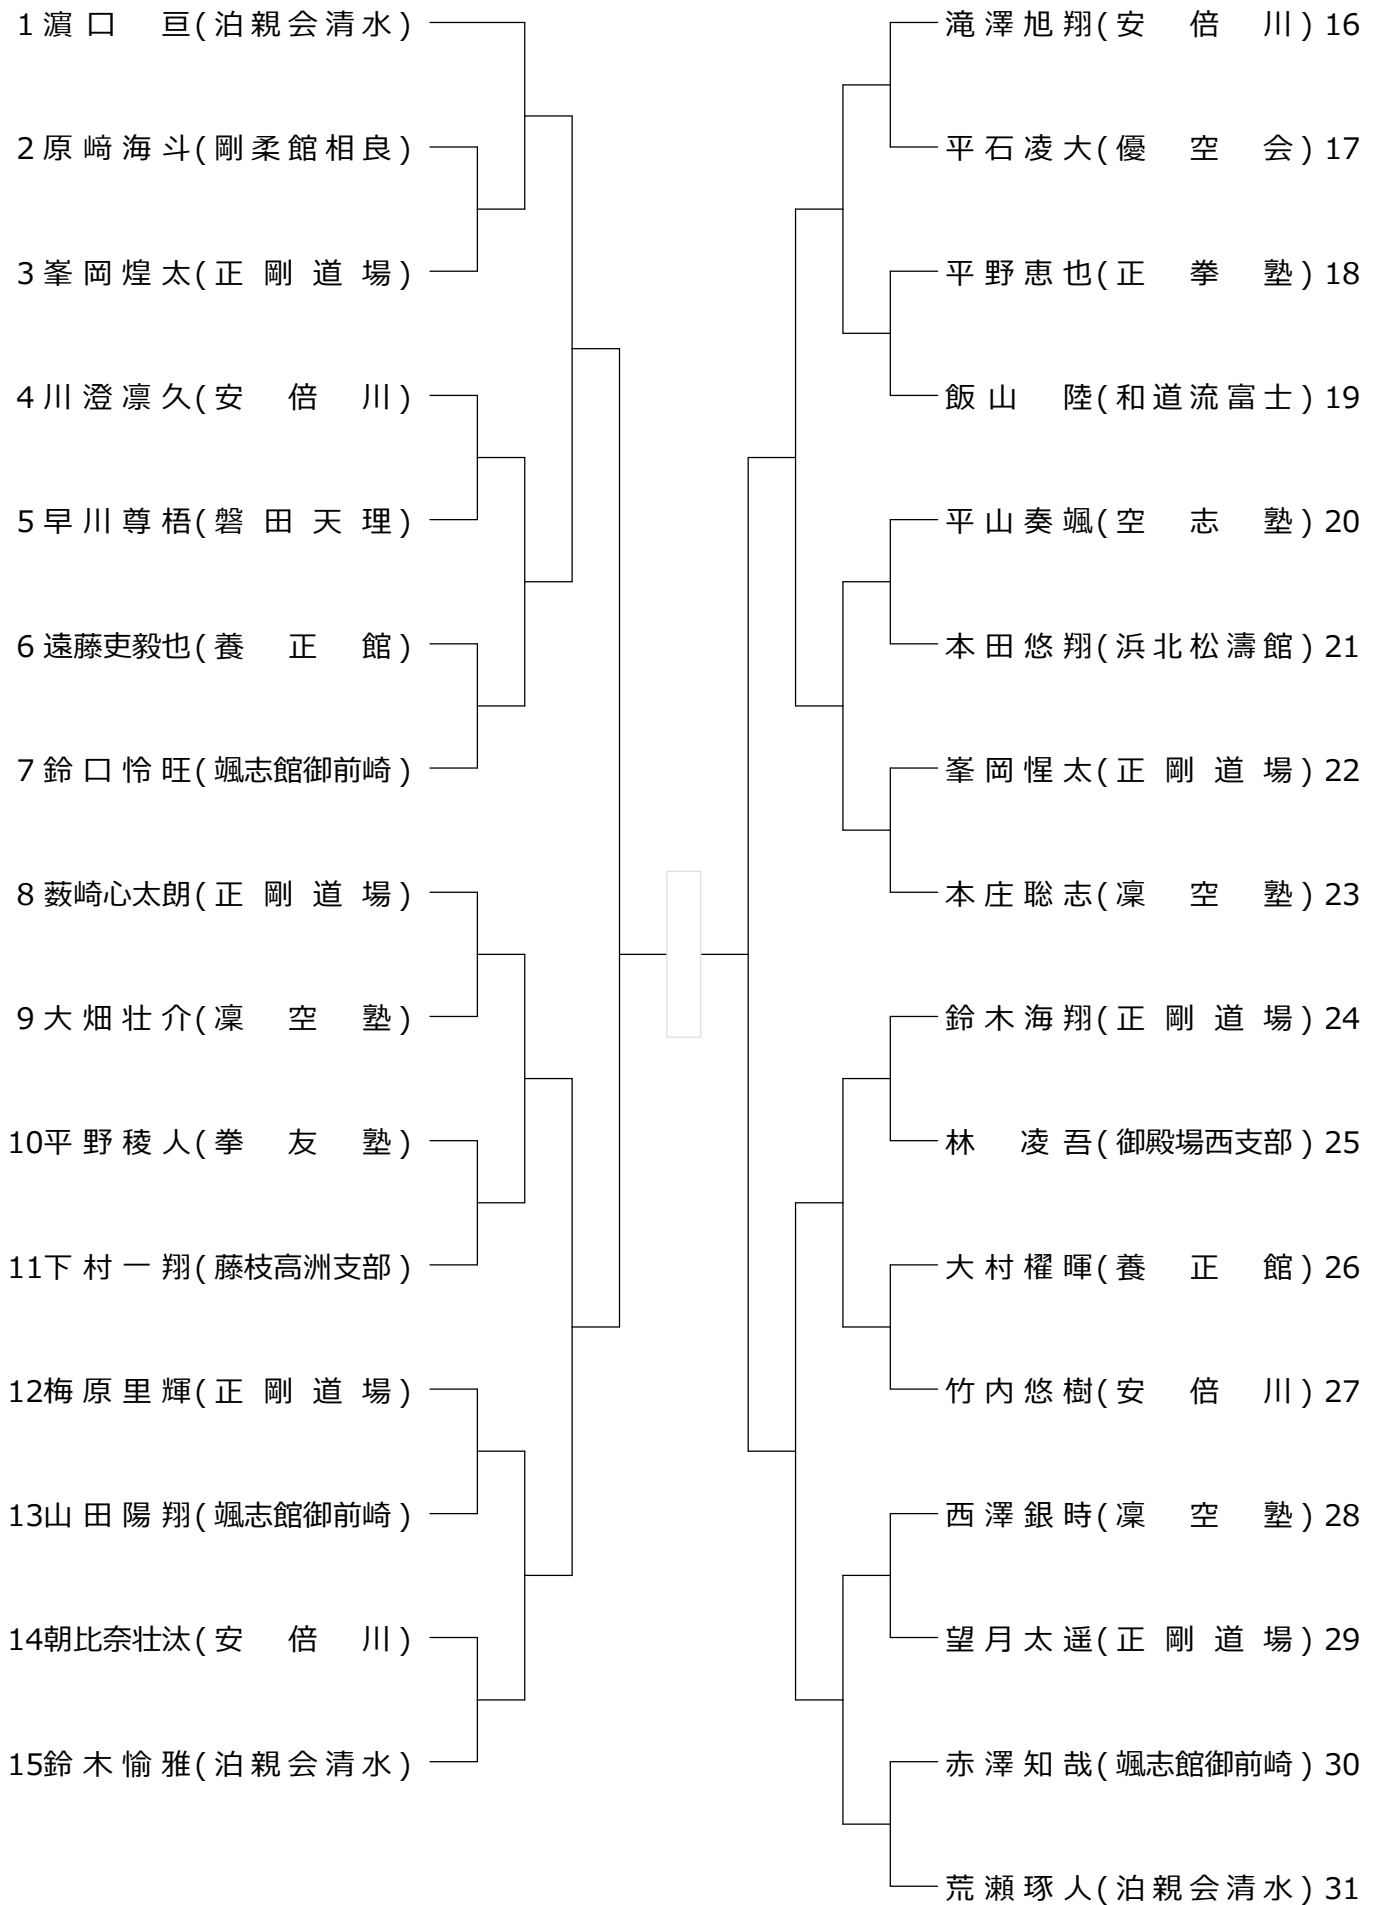 1 濵口 亘(泊親会清水)
2 原﨑海斗(剛柔館相良)
3 峯岡煌太(正剛道場)
4 川澄凛久(安倍川)
5 早川尊梧(磐田天理)
6 遠藤吏毅也(養正館)
7 鈴口怜旺(颯志館御前崎)
8 薮崎心太朗(正剛道場)
9 大畑壮介(凜空塾)
10 平野稜人(拳友塾)
11 下村一翔(藤枝高洲支部)
12 梅原里輝(正剛道場)
13 山田陽翔(颯志館御前崎)
14 朝比奈壮汰(安倍川)
15 鈴木愉雅(泊親会清水)
滝澤旭翔(安倍川) 16
平石凌大(優空会) 17
平野恵也(正拳塾) 18
飯山 陸(和道流富士) 19
平山奏颯(空志塾) 20
本田悠翔(浜北松濤館) 21
峯岡惺太(正剛道場) 22
本庄聡志(凜空塾) 23
鈴木海翔(正剛道場) 24
林 凌吾(御殿場西支部) 25
大村櫂暉(養正館) 26
竹内悠樹(安倍川) 27
西澤銀時(凜空塾) 28
望月太遥(正剛道場) 29
赤澤知哉(颯志館御前崎) 30
荒瀬琢人(泊親会清水) 31